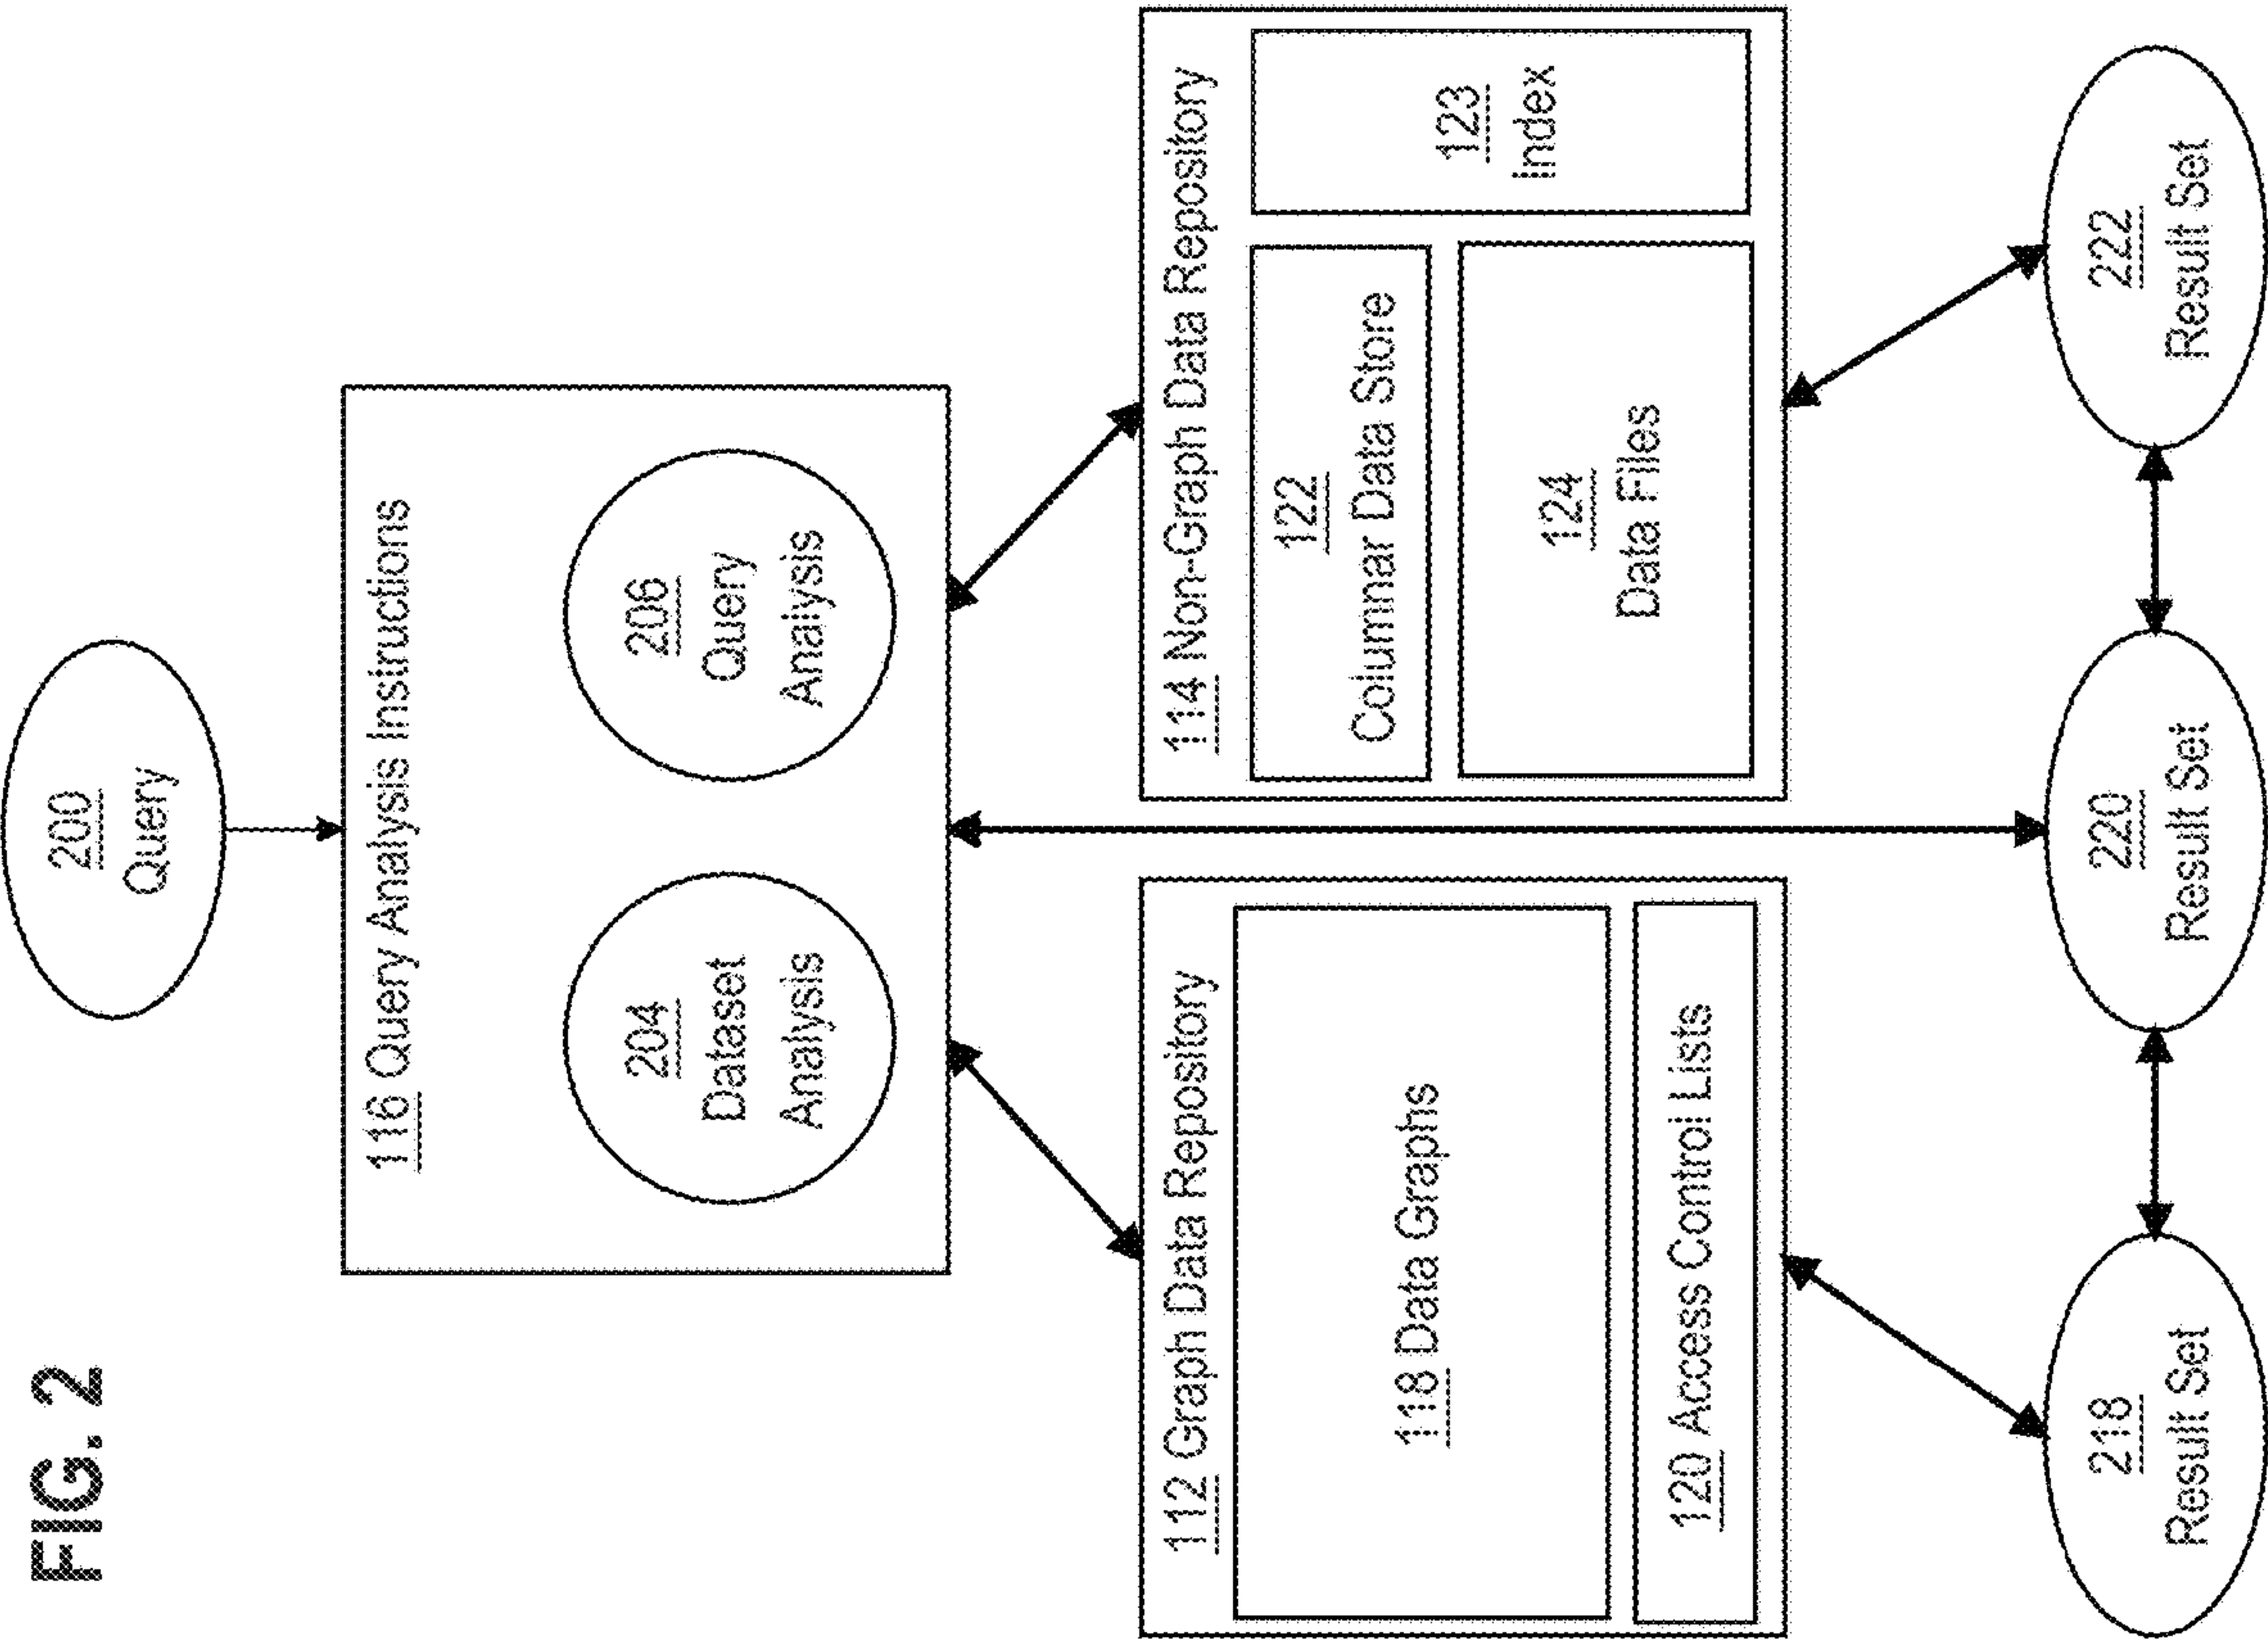 FIG. 2
200
Query
116 Query Analysis Instructions
204
Dataset
Analysis
206
Query
Analysis
112 Graph Data Repository
118 Data Graphs
120 Access Control Lists
114 Non-Graph Data Repository
122
Columnar Data Store
124
Data Files
123
Index
218
Result Set
220
Result Set
222
Result Set